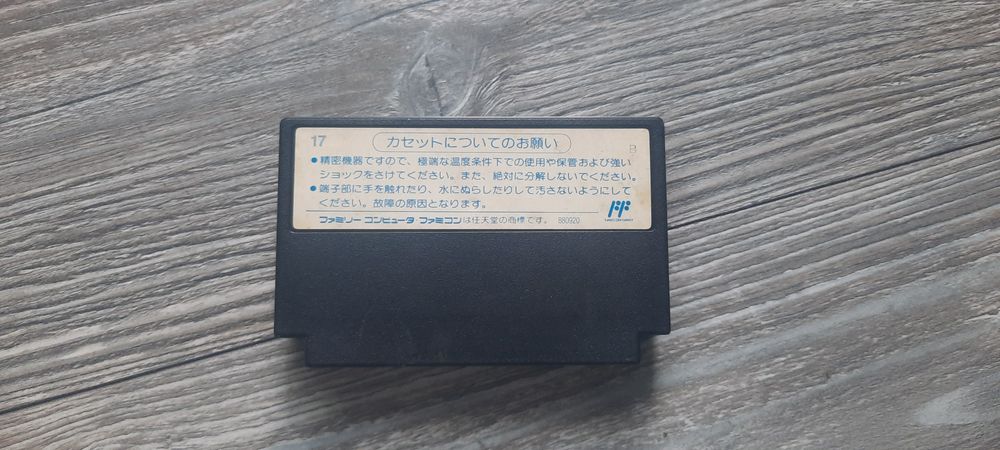 17
カセットについてのお願い
B
●精密機器ですので、極端な温度条件下での使用や保管および強い
ショックをさけてください。また、絶対に分解しないでください。
●端子部に手を触れたり、水にぬらしたりして汚さないようにして
ください。故障の原因となります。
ファミリー コンピュータ・ファミコンは任天堂の商標です。 880920